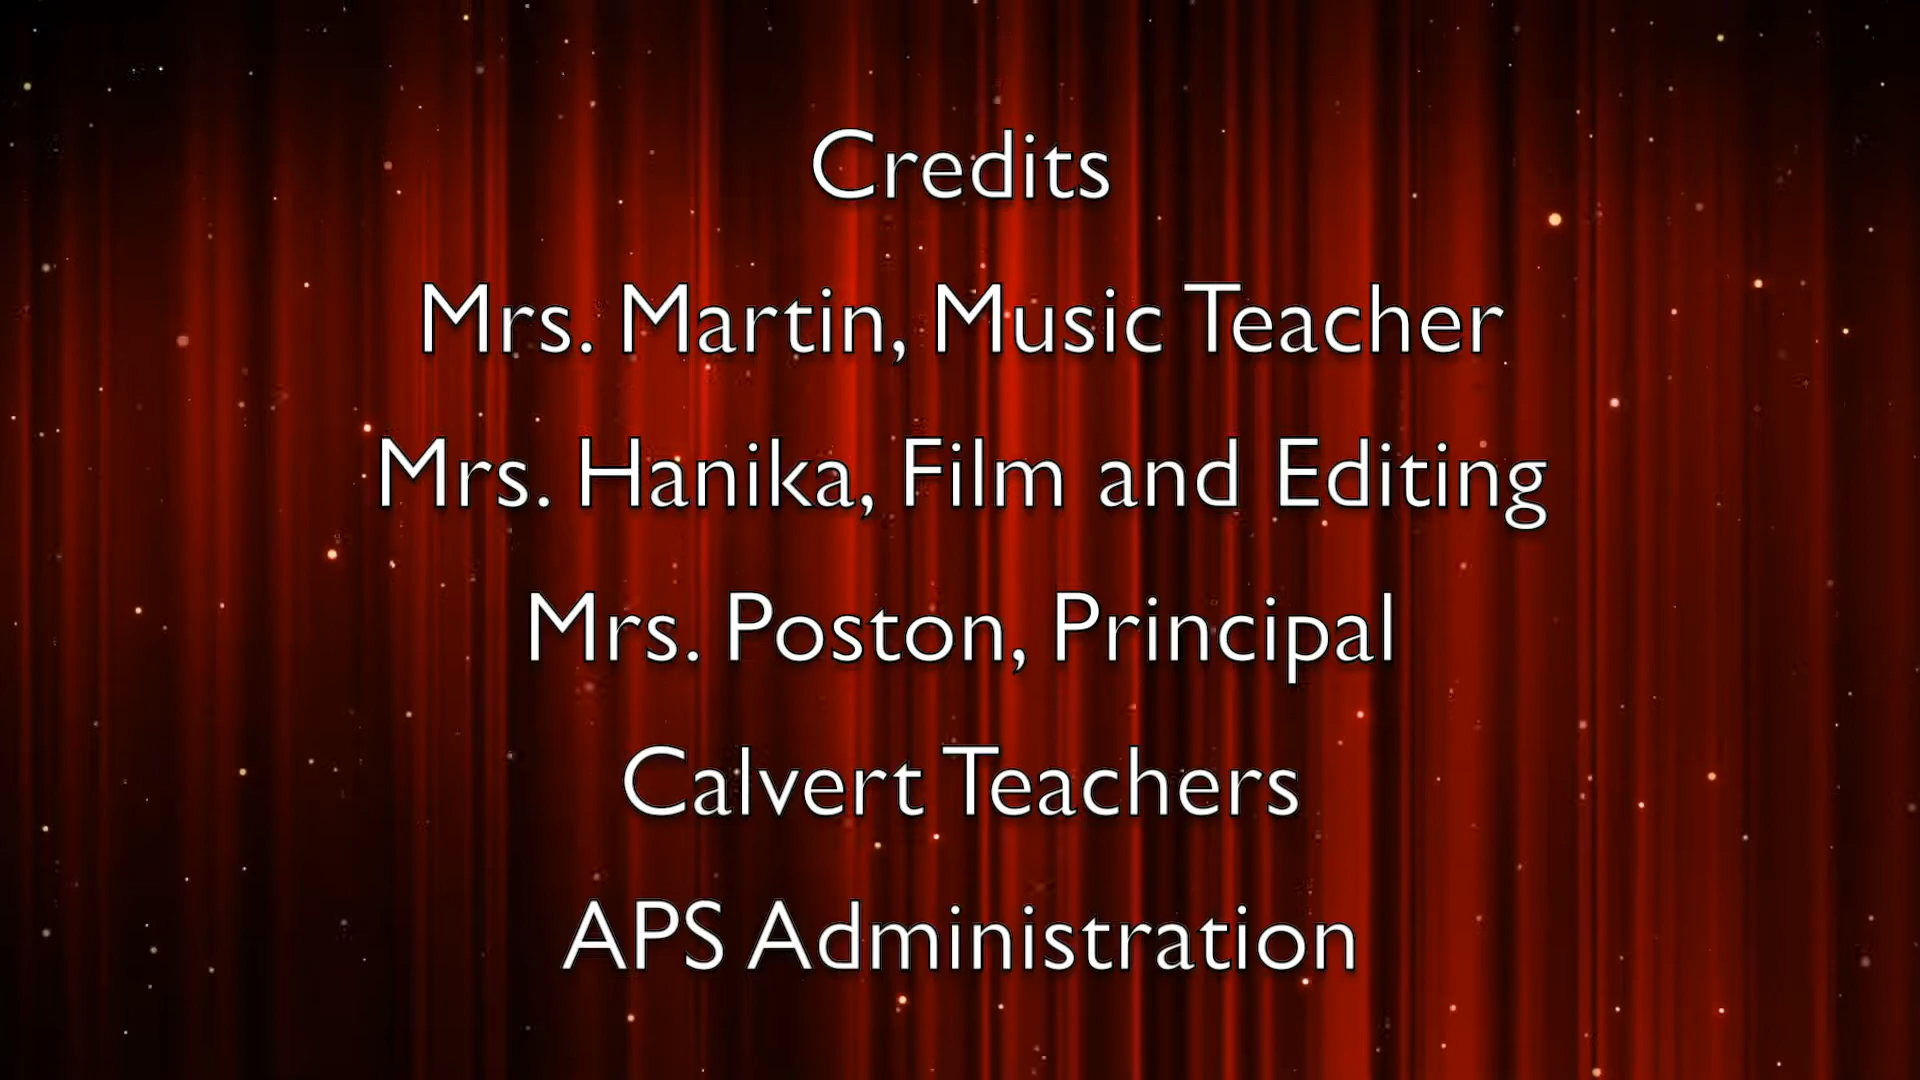 Credits
Mrs. Martin, Music Teacher
Mrs. Hanika, Film and Editing
Mrs. Poston, Principal
Calvert Teachers
APS Administration